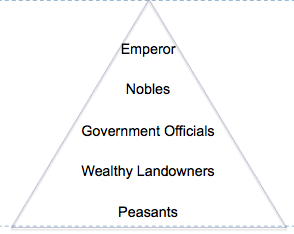 Emperor
Nobles
Government Officials
Wealthy Landowners
Peasants